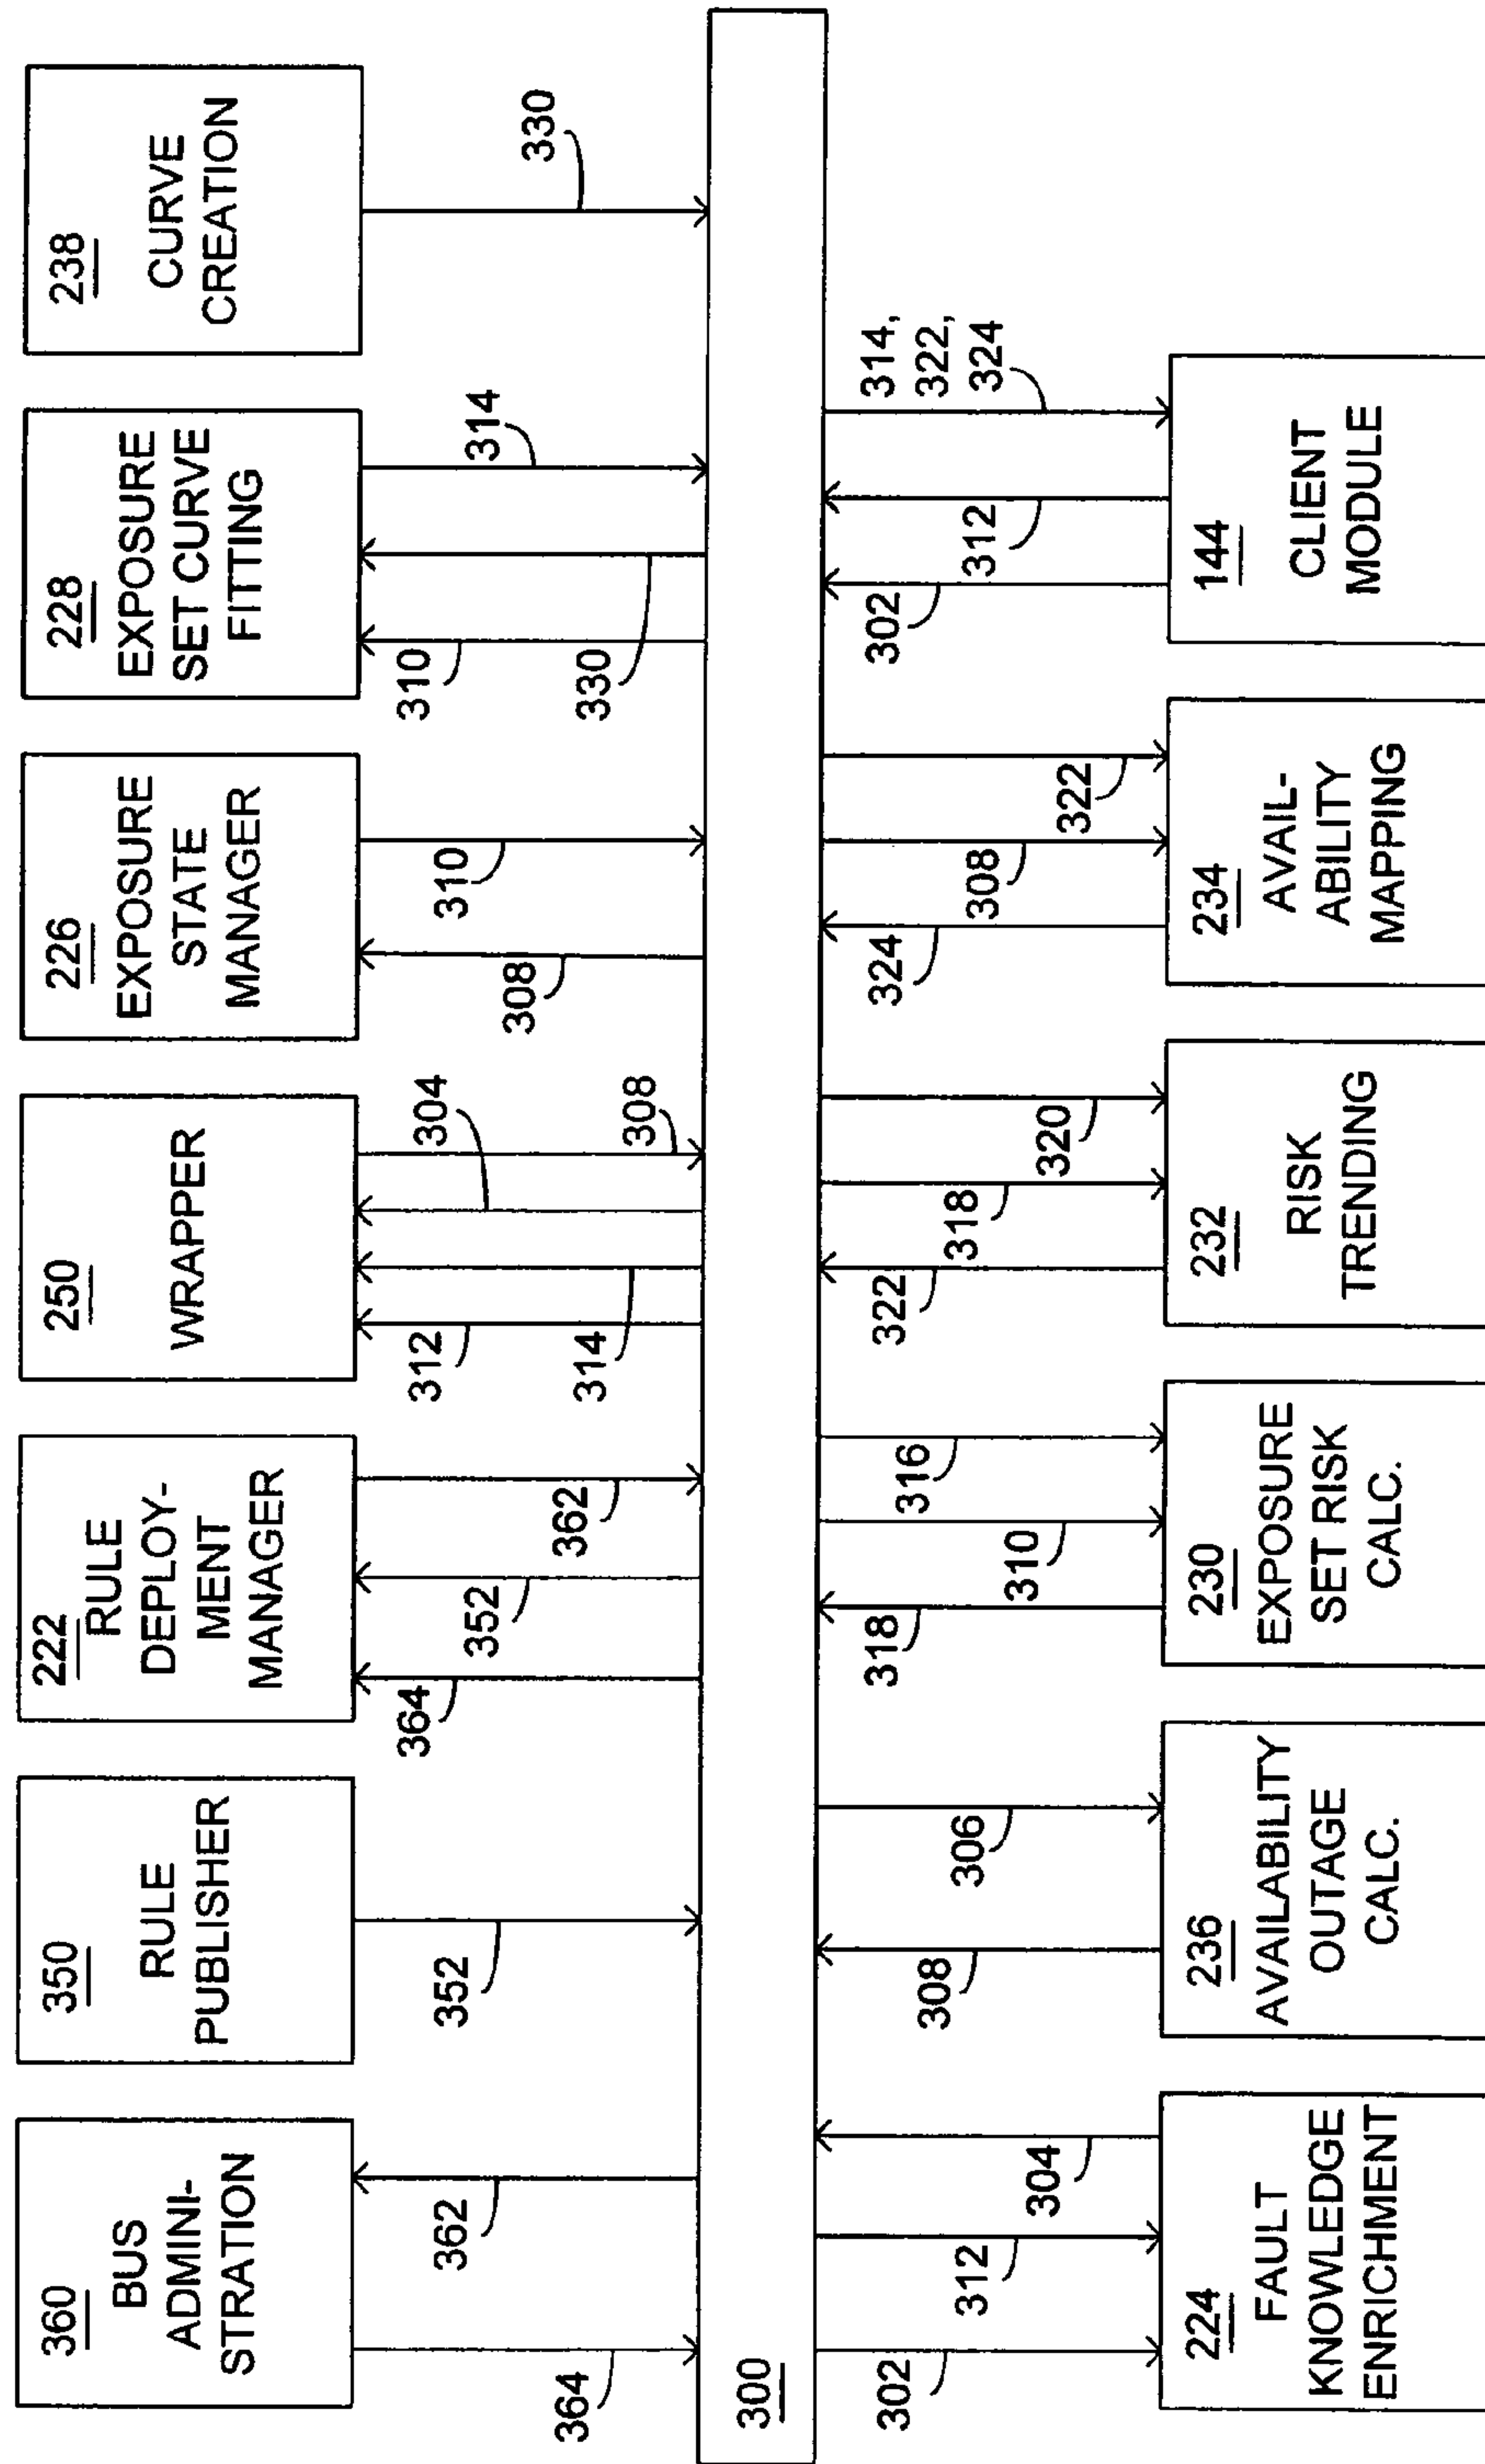 360
BUS
ADMINI-
STRATION
350
RULE
PUBLISHER
222
RULE
DEPLOY-
MENT
MANAGER
250
WRAPPER
226
EXPOSURE
STATE
MANAGER
228
EXPOSURE
SET CURVE
FITTING
238
CURVE
CREATION
364
362
352
364
352
362
312
314
304
308
308
310
310
330
314
330
300
302
312
304
308
306
318
310
316
322
318
320
324
308
322
302
312
314,
322,
324
224
FAULT
KNOWLEDGE
ENRICHMENT
236
AVAILABILITY
OUTAGE
CALC.
230
EXPOSURE
SET RISK
CALC.
232
RISK
TRENDING
234
AVAIL-
ABILITY
MAPPING
144
CLIENT
MODULE